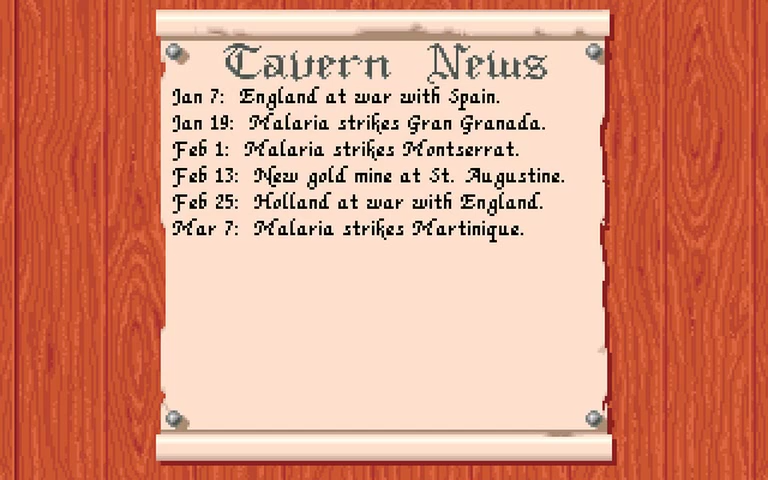 Tavern News
Jan 7: England at war with Spain.
Jan 19: Malaria strikes Gran Granada.
Feb 1: Malaria strikes Montserrat.
Feb 13: New gold mine at St. Augustine.
Feb 25: Holland at war with England.
Mar 7: Malaria strikes Martinique.